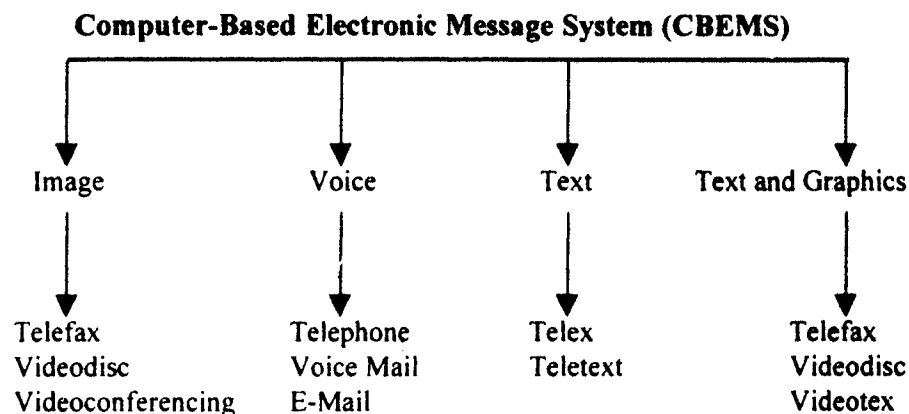 Computer-Based Electronic Message System (CBEMS)
Image
Voice
Text
Text and Graphics
Telefax
Videodisc
Videoconferencing
Telephone
Voice Mail
E-Mail
Telex
Teletext
Telefax
Videodisc
Videotex